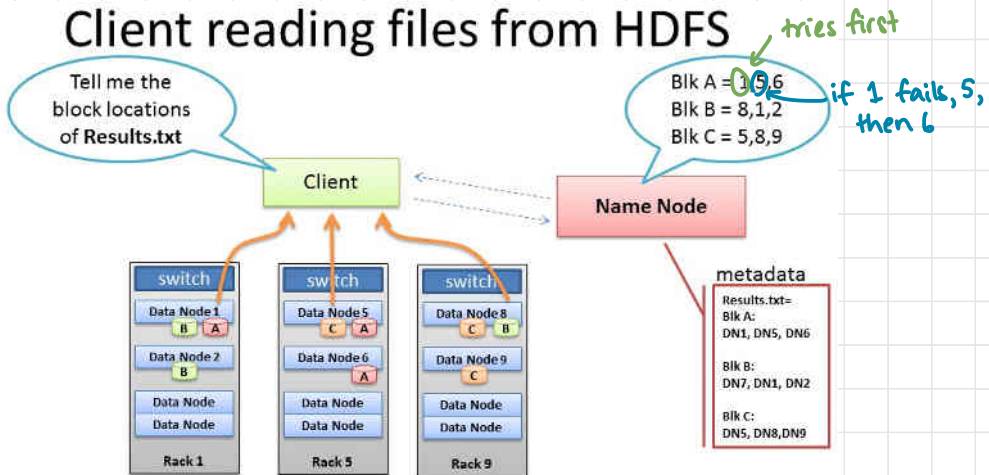 Client reading files from HDFS
tries first
Tell me the
block locations
of Results.txt
Blk A = 1,5,6
Blk B = 8,1,2
Blk C = 5,8,9
if 1 fails, 5,
then 6
Client
Name Node
switch
Data Node 1
B A
Data Node 2
B
Data Node
Data Node
Rack 1
switch
Data Node 5
C A
Data Node 6
A
Data Node
Data Node
Rack 5
switch
Data Node 8
C B
Data Node 9
C
Data Node
Data Node
Rack 9
metadata
Results.txt=
Blk A:
DN1, DN5, DN6
Blk B:
DN7, DN1, DN2
Blk C:
DN5, DN8,DN9